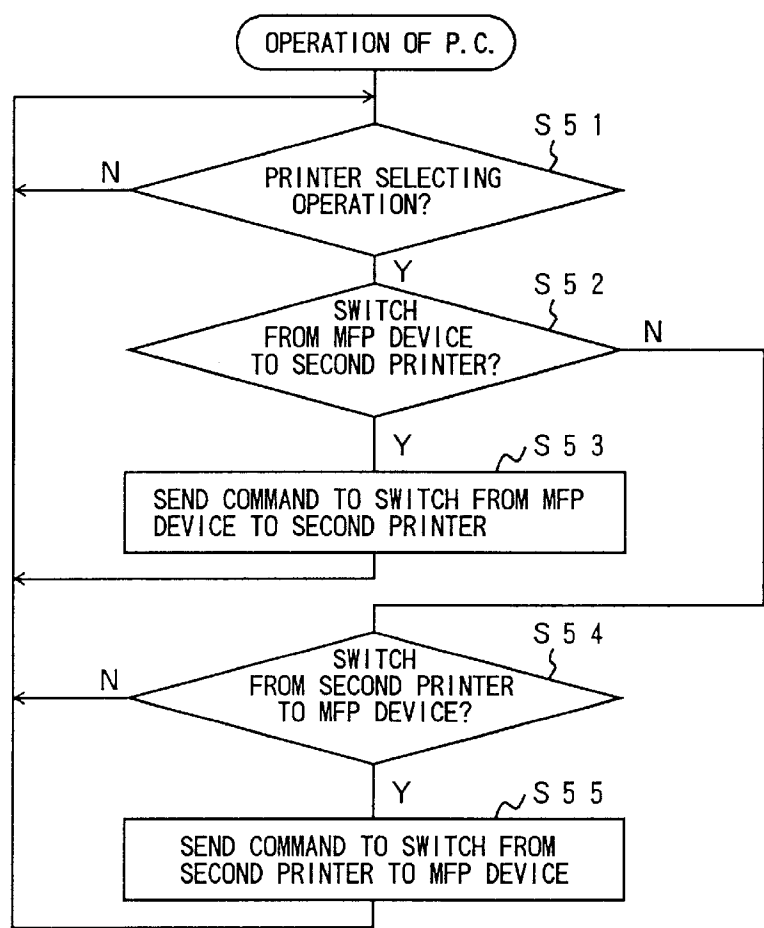 OPERATION OF P.C.
S51
N
PRINTER SELECTING
OPERATION?
Y
S52
SWITCH
FROM MFP DEVICE
TO SECOND PRINTER?
N
Y
S53
SEND COMMAND TO SWITCH FROM MFP
DEVICE TO SECOND PRINTER
S54
SWITCH
FROM SECOND PRINTER
TO MFP DEVICE?
N
Y
S55
SEND COMMAND TO SWITCH FROM
SECOND PRINTER TO MFP DEVICE